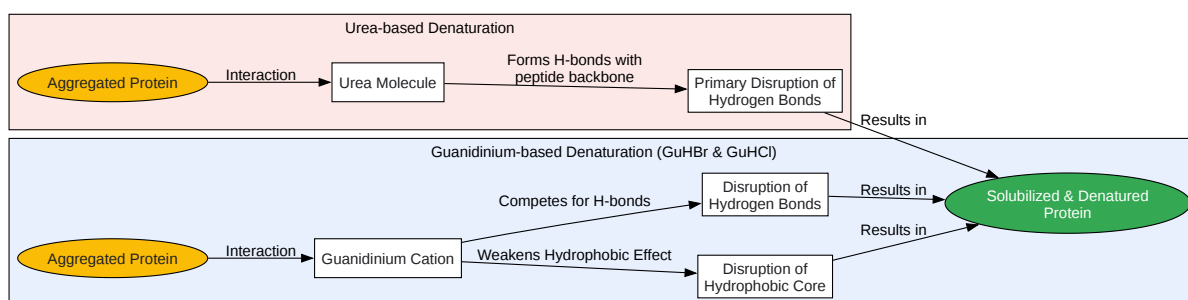 Urea-based Denaturation
Aggregated Protein
Interaction
Urea Molecule
Forms H-bonds with
peptide backbone
Primary Disruption of
Hydrogen Bonds
Results in
Guanidinium-based Denaturation (GuHBr & GuHCl)
Aggregated Protein
Interaction
Guanidinium Cation
Competes for H-bonds
Disruption of
Hydrogen Bonds
Results in
Weakens Hydrophobic Effect
Disruption of
Hydrophobic Core
Results in
Solubilized & Denatured
Protein